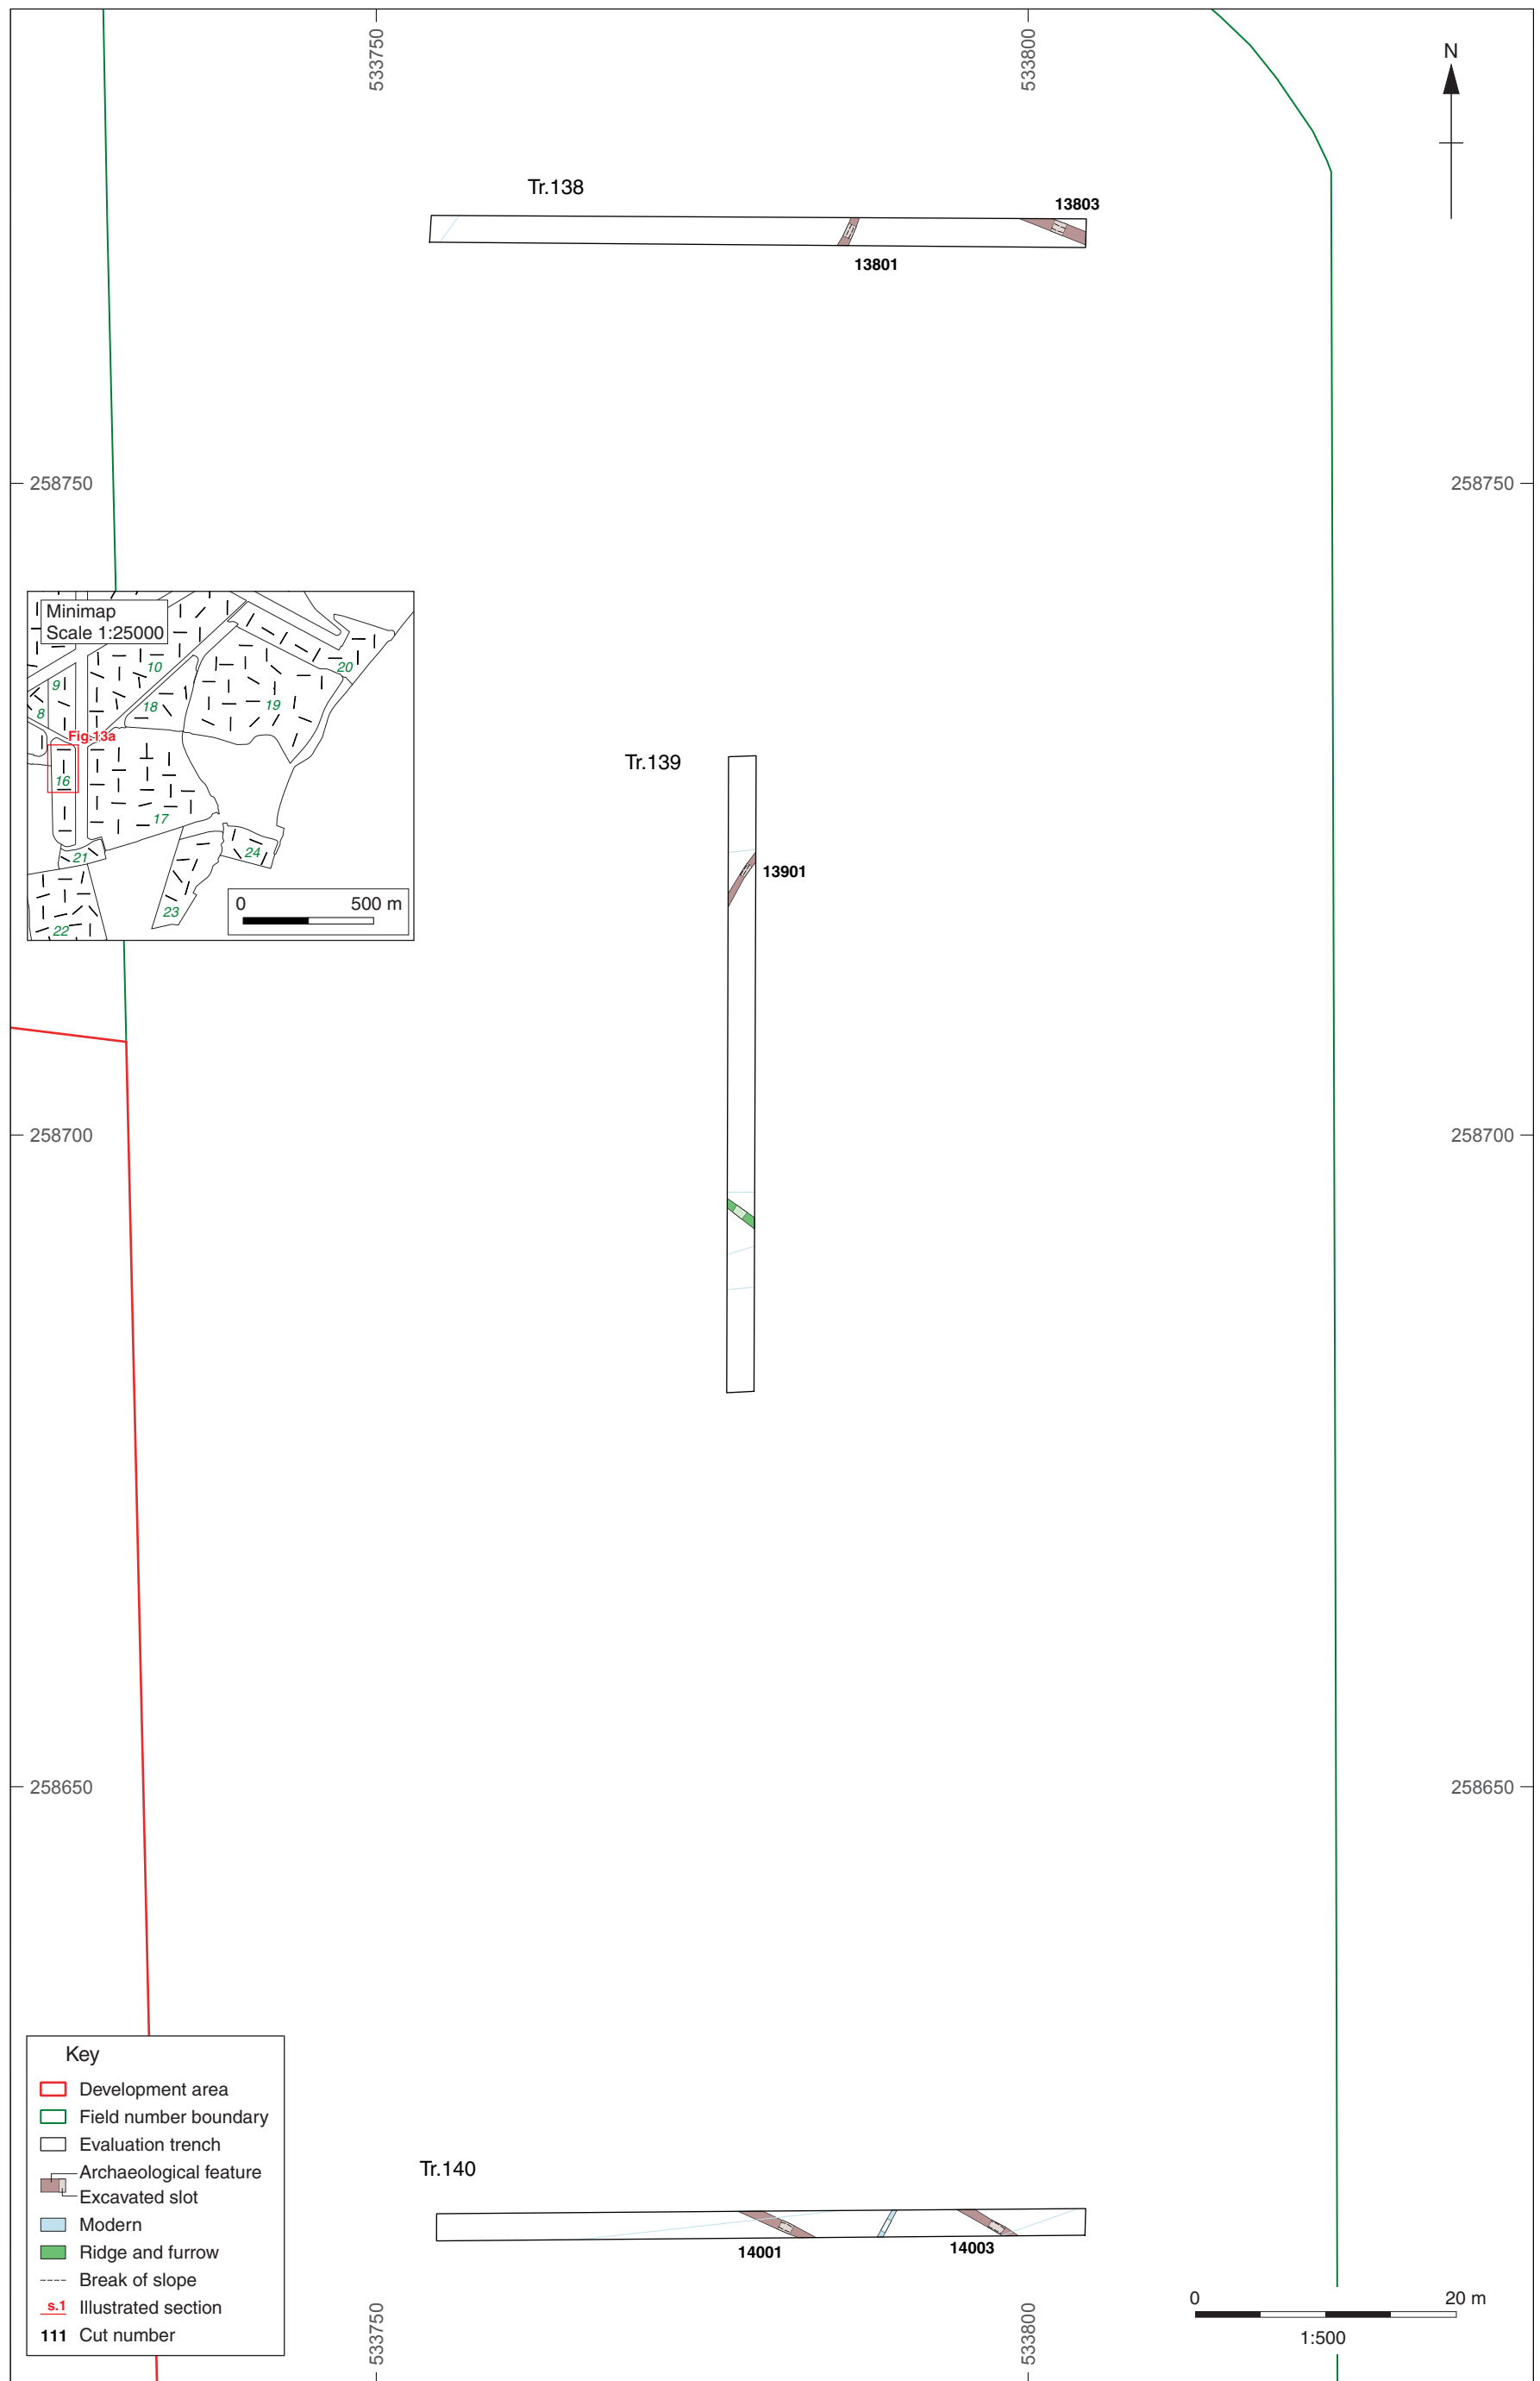 533750
533800
N
Tr.138
13803
13801
258750
258750
Minimap
Scale 1:25000
10
20
9
18
19
8
Fig.13a
16
17
21
24
23
22
0
500 m
Tr.139
13901
258700
258700
258650
258650
Key
Development area
Field number boundary
Evaluation trench
Archaeological feature
Excavated slot
Modern
Ridge and furrow
Break of slope
s.1 Illustrated section
111 Cut number
Tr.140
14001
14003
0
20 m
1:500
533750
533800